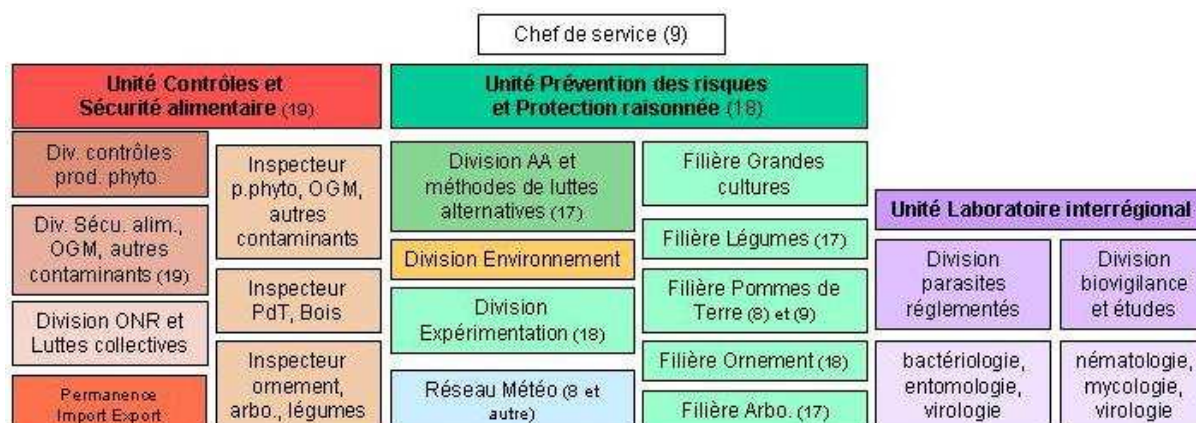 Chef de service (9)
Unité Contrôles et
Sécurité alimentaire (19)
Div. contrôles
prod. phyto.
Div. Sécu. alim.,
OGM, autres
contaminants (19)
Division ONR et
Luttes collectives
Permanence
Import Export
Inspecteur
p.phyto, OGM,
autres
contaminants
Inspecteur
PdT, Bois
Inspecteur
ornement,
arbo., légumes
Unité Prévention des risques
et Protection raisonnée (18)
Division AA et
méthodes de luttes
alternatives (17)
Division Environnement
Division
Expérimentation (18)
Réseau Météo (8 et
autre)
Filière Grandes
cultures
Filière Légumes (17)
Filière Pommes de
Terre (8) et (9)
Filière Ornement (18)
Filière Arbo. (17)
Unité Laboratoire interrégional
Division
parasites
réglementés
bactériologie,
entomologie,
virologie
Division
biovigilance
et études
nématologie,
mycologie,
virologie